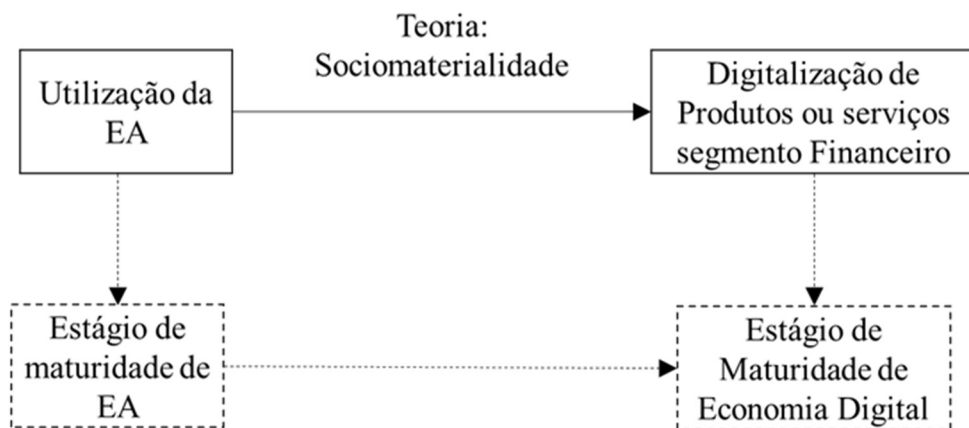 Teoria:
Sociomaterialidade
Utilização da
EA
Digitalização de
Produtos ou serviços
segmento Financeiro
Estágio de
maturidade de
EA
Estágio de
Maturidade de
Economia Digital